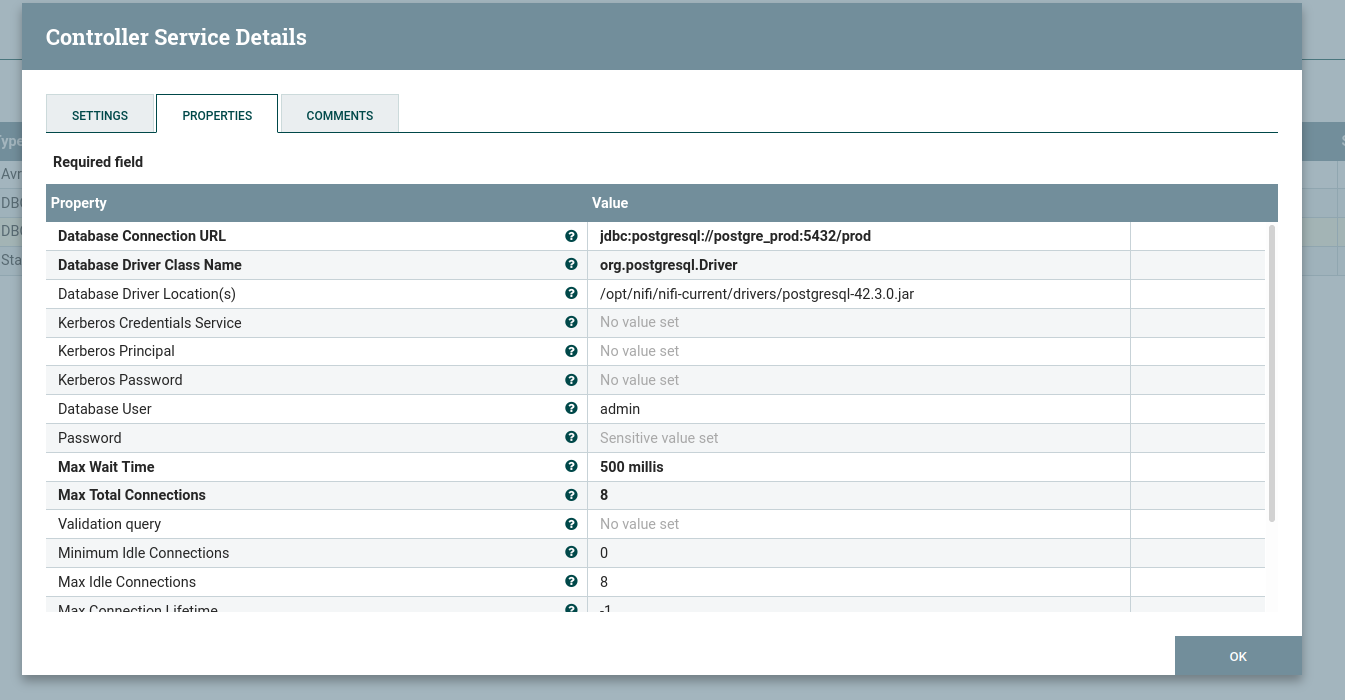 Controller Service Details
SETTINGS PROPERTIES COMMENTS
Required field
Property Value
Database Connection URL jdbc:postgresql://postgre_prod:5432/prod
Database Driver Class Name org.postgresql.Driver
Database Driver Location(s) /opt/nifi/nifi-current/drivers/postgresql-42.3.0.jar
Kerberos Credentials Service No value set
Kerberos Principal No value set
Kerberos Password No value set
Database User admin
Password Sensitive value set
Max Wait Time 500 millis
Max Total Connections 8
Validation query No value set
Minimum Idle Connections 0
Max Idle Connections 8
Max Connection Lifetime -1
OK